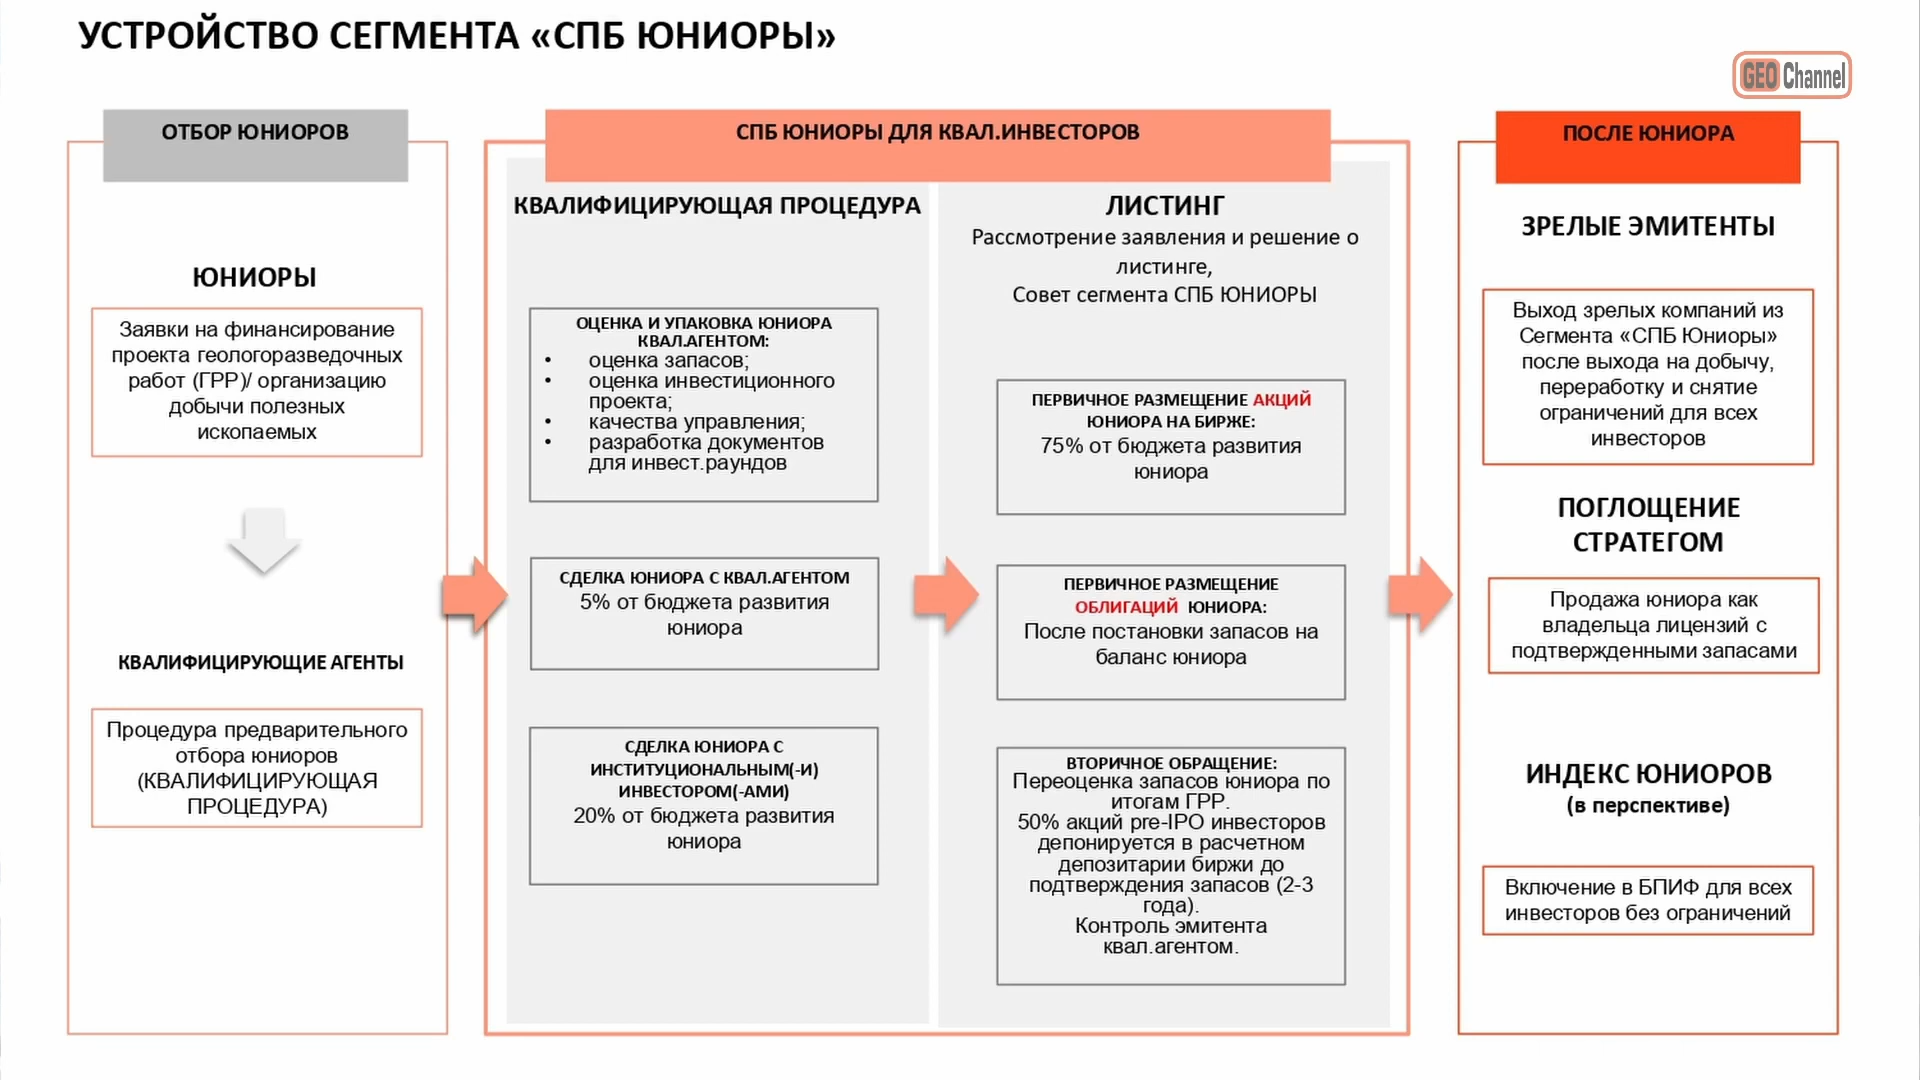 УСТРОЙСТВО СЕГМЕНТА «СПБ ЮНИОРЫ»
GEO Channel
ОТБОР ЮНИОРОВ
ЮНИОРЫ
Заявки на финансирование
проекта геологоразведочных
работ (ГРР)/ организацию
добычи полезных
ископаемых
КВАЛИФИЦИРУЮЩИЕ АГЕНТЫ
Процедура предварительного
отбора юниоров
(КВАЛИФИЦИРУЮЩАЯ
ПРОЦЕДУРА)
СПБ ЮНИОРЫ ДЛЯ КВАЛ.ИНВЕСТОРОВ
КВАЛИФИЦИРУЮЩАЯ ПРОЦЕДУРА
ОЦЕНКА И УПАКОВКА ЮНИОРА
КВАЛ.АГЕНТОМ:
• оценка запасов;
• оценка инвестиционного
проекта;
• качества управления;
• разработка документов
для инвест.раундов
СДЕЛКА ЮНИОРА С КВАЛ.АГЕНТОМ
5% от бюджета развития
юниора
СДЕЛКА ЮНИОРА С
ИНСТИТУЦИОНАЛЬНЫМ(-И)
ИНВЕСТОРОМ(-АМИ)
20% от бюджета развития
юниора
ЛИСТИНГ
Рассмотрение заявления и решение о
листинге,
Совет сегмента СПБ ЮНИОРЫ
ПЕРВИЧНОЕ РАЗМЕЩЕНИЕ АКЦИЙ
ЮНИОРА НА БИРЖЕ:
75% от бюджета развития
юниора
ПЕРВИЧНОЕ РАЗМЕЩЕНИЕ
ОБЛИГАЦИЙ ЮНИОРА:
После постановки запасов на
баланс юниора
ВТОРИЧНОЕ ОБРАЩЕНИЕ:
Переоценка запасов юниора по
итогам ГРР.
50% акций pre-IPO инвесторов
депонируется в расчетном
депозитарии биржи до
подтверждения запасов (2-3
года).
Контроль эмитента
квал.агентом.
ПОСЛЕ ЮНИОРА
ЗРЕЛЫЕ ЭМИТЕНТЫ
Выход зрелых компаний из
Сегмента «СПБ Юниоры»
после выхода на добычу,
переработку и снятие
ограничений для всех
инвесторов
ПОГЛОЩЕНИЕ
СТРАТЕГОМ
Продажа юниора как
владельца лицензий с
подтвержденными запасами
ИНДЕКС ЮНИОРОВ
(в перспективе)
Включение в БПИФ для всех
инвесторов без ограничений